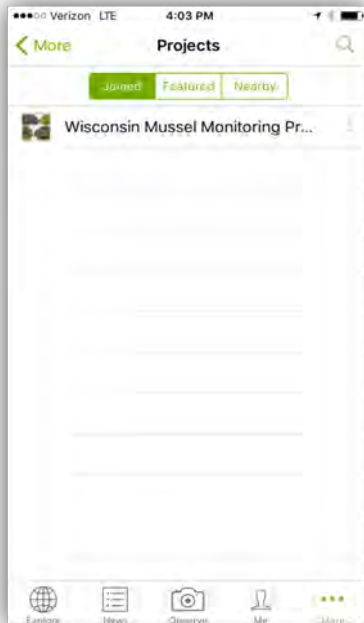 Verizon LTE 4:03 PM
More Projects
Joined Featured Nearby
Wisconsin Mussel Monitoring Pr...
Explore News Observe Me More